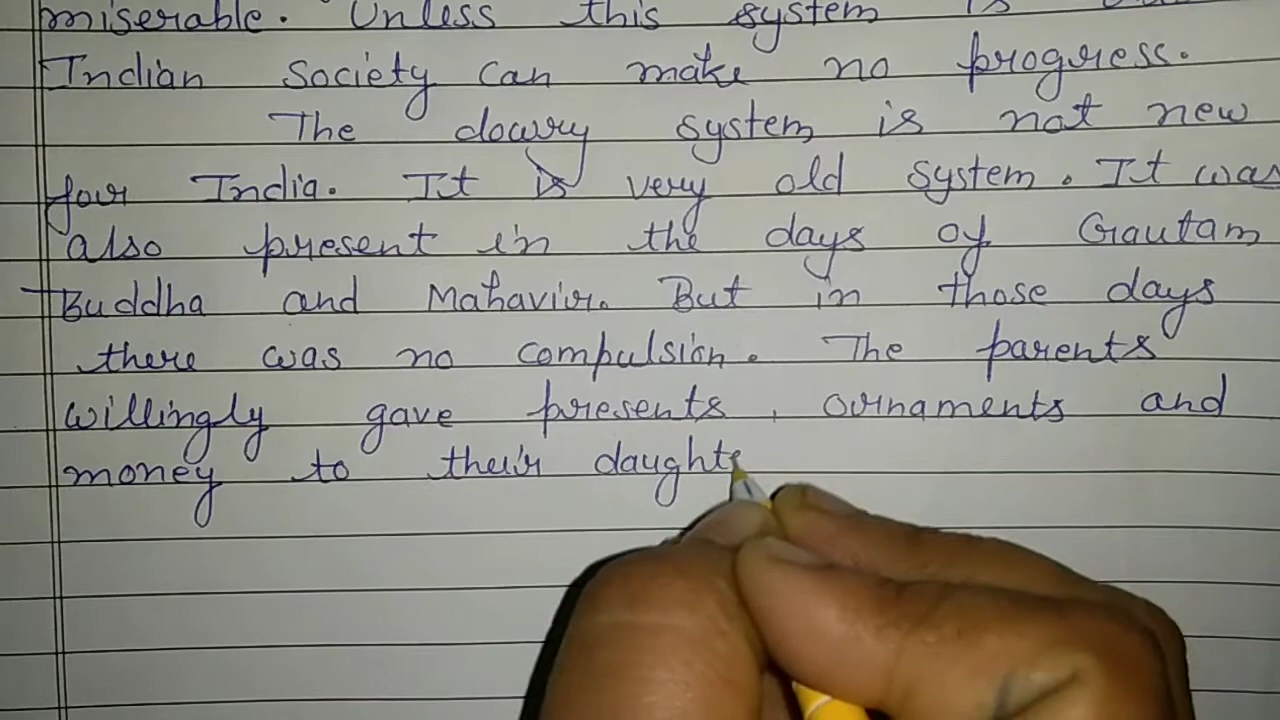 miserable. Unless this system is
Indian Society can make no progress.
The dowry system is not new
for India. It is very old system. It was
also present in the days of Gautam
Buddha and Mahavir. But in those days
there was no compulsion. The parents
willingly gave presents, ornaments and
money to their daughte